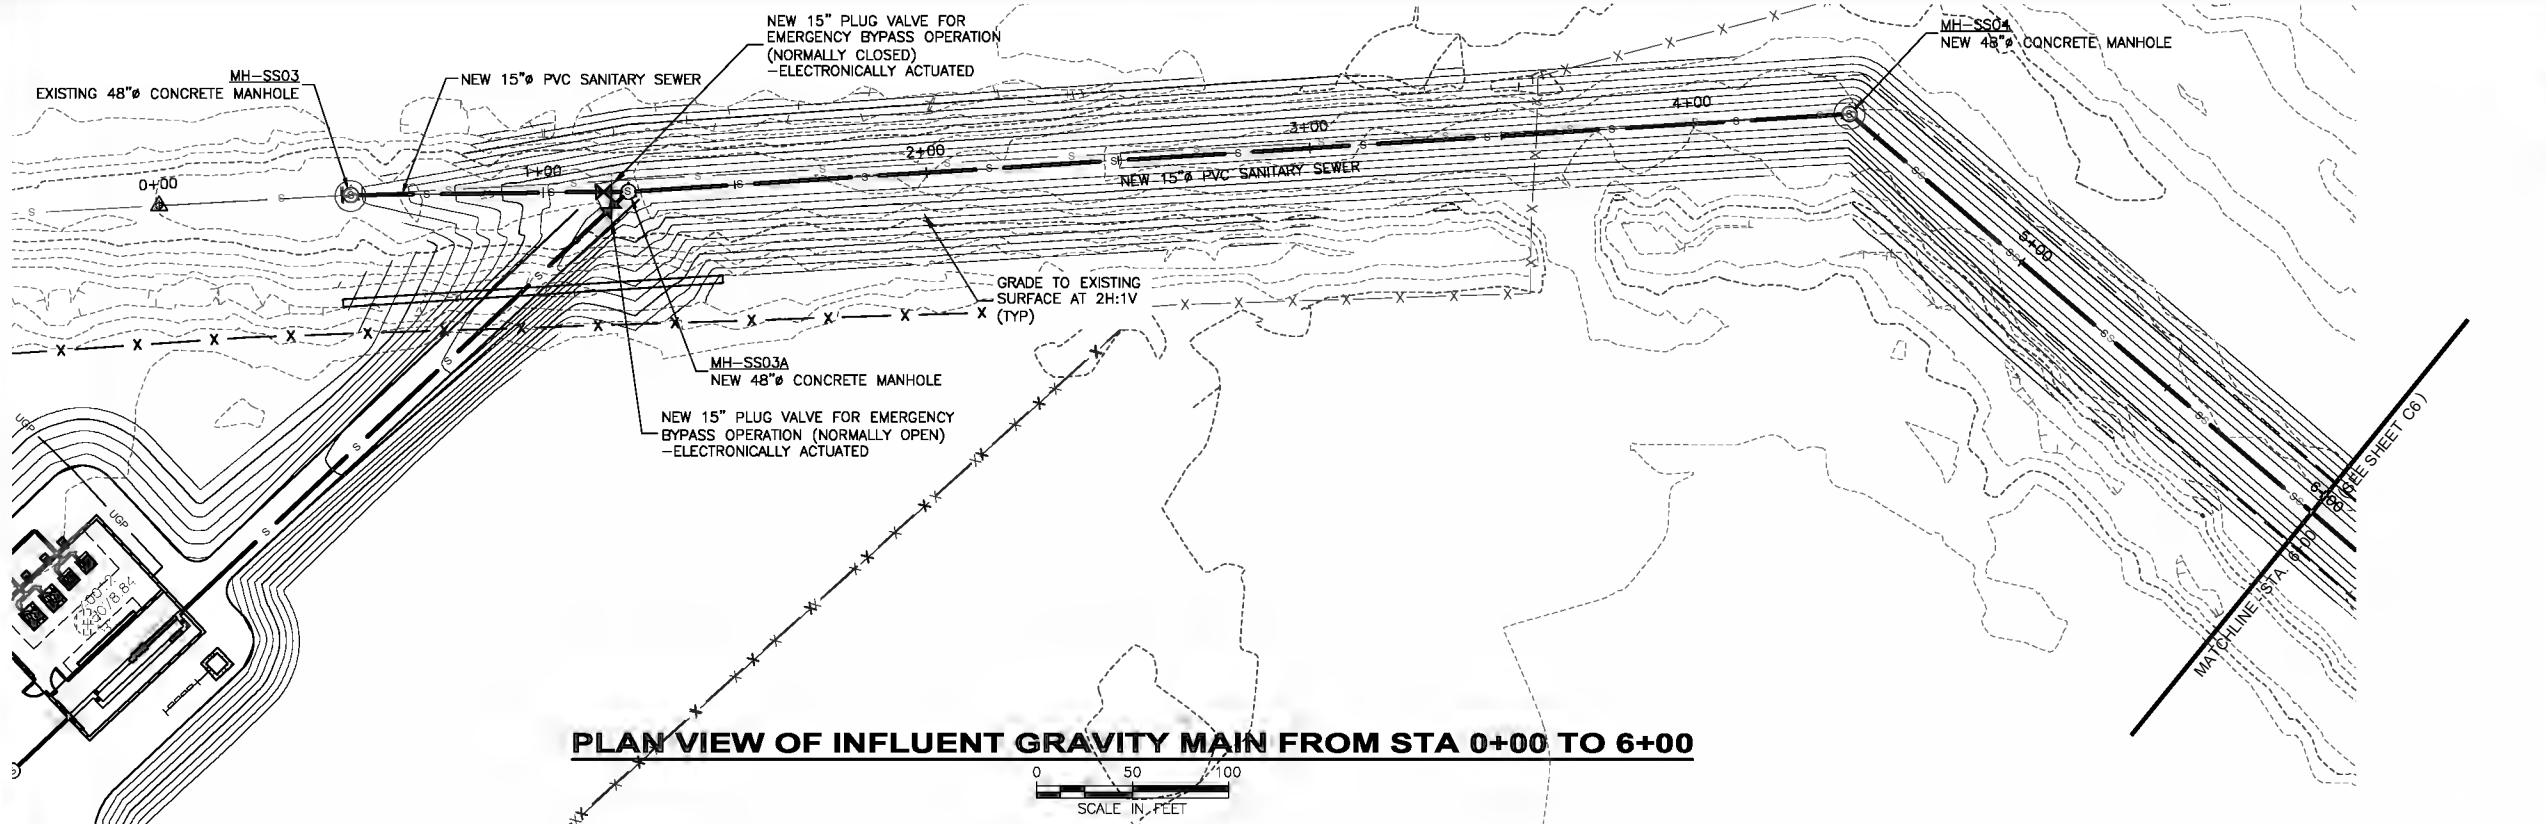 NEW 15" PLUG VALVE FOR
EMERGENCY BYPASS OPERATION
(NORMALLY CLOSED)
-ELECTRONICALLY ACTUATED
MH-SS04
NEW 48"ø CONCRETE MANHOLE
MH-SS03
EXISTING 48"ø CONCRETE MANHOLE
NEW 15"ø PVC SANITARY SEWER
0+00
1+00
2+00
3+00
4+00
5+00
6+00
NEW 15"ø PVC SANITARY SEWER
GRADE TO EXISTING
SURFACE AT 2H:1V
(TYP)
MH-SS03A
NEW 48"ø CONCRETE MANHOLE
NEW 15" PLUG VALVE FOR EMERGENCY
BYPASS OPERATION (NORMALLY OPEN)
-ELECTRONICALLY ACTUATED
UGP
UGP
MATCHLINE STA. 6+00 (SEE SHEET C6)
PLAN VIEW OF INFLUENT GRAVITY MAIN FROM STA 0+00 TO 6+00
0 50 100
SCALE IN FEET